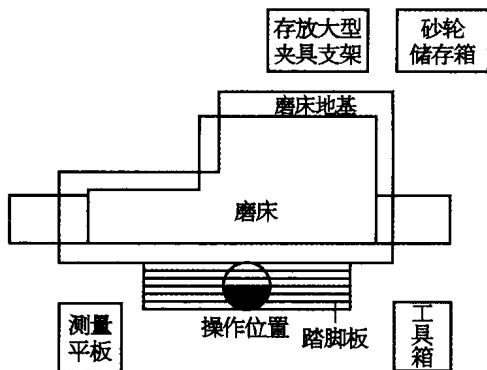 存放大型
夹具支架
砂轮
储存箱
磨床地基
磨床
测量
平板
操作位置
踏脚板
工
具
箱